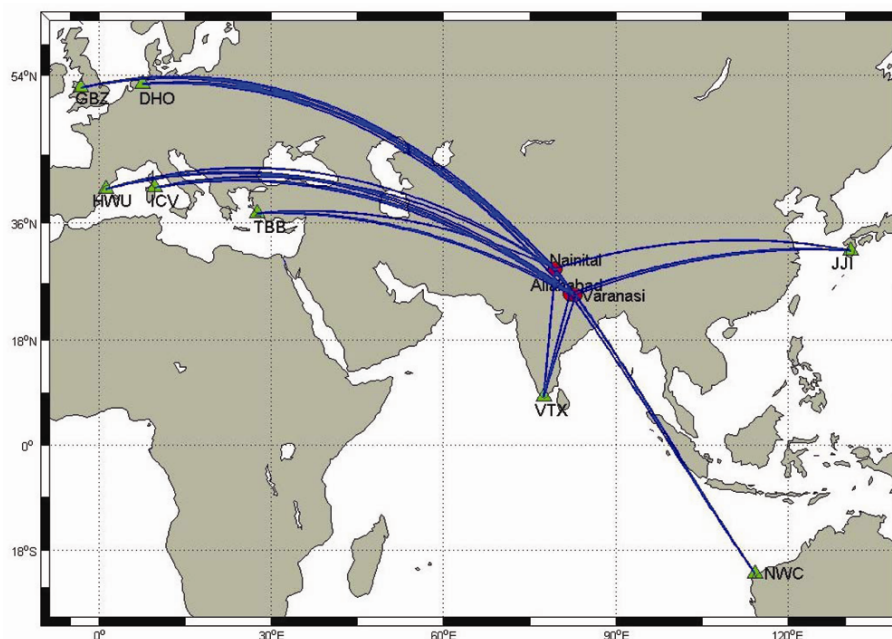 54°N
GBZ
DHO
HWU
ICV
36°N
TBB
Nainital
JJI
Allahabad
Varanasi
18°N
VTX
0°
18°S
NWC
0°
30°E
60°E
90°E
120°E